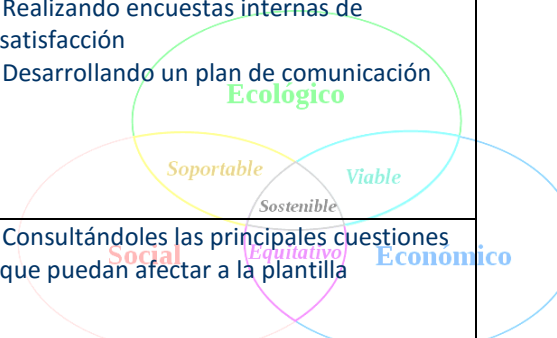 Realizando encuestas internas de
satisfacción
Desarrollando un plan de comunicación
Ecológico
Soportable
Viable
Sostenible
Consultándoles las principales cuestiones
Social
Equitativo
Económico
que puedan afectar a la plantilla